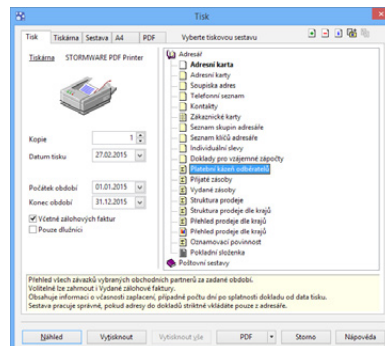 Tisk
Tisk
Tiskárna
Sestava
A4
PDF
Vyberte tiskovou sestavu
Tiskárna STORMWARE PDF Printer
Kopie 1
Datum tisku 27.02.2015
Počátek období 01.01.2015
Konec období 31.12.2015
Včetně zálohových faktur
Pouze dlužníci
Adresář
Adresní karta
Adresní karty
Soupiska adres
Telefonní seznam
Kontakty
Zákaznické karty
Seznam skupin adresáře
Seznam klíčů adresáře
Individuální slevy
Doklady pro vzájemné zápočty
Platební kázeň odběratelů
Přijaté zásoby
Vydané zásoby
Struktura prodeje
Struktura prodeje dle krajů
Přehled prodeje dle krajů
Přehled prodeje dle krajů
Oznamovací povinnost
Pokladní složenka
Poštovní sestavy
Přehled všech závazků vybraných obchodních partnerů za zadané období.
Volitelně lze zahrnout i Vydané zálohové faktury.
Obsahuje informaci o včasnosti zaplacení, případně počtu dní po splatnosti dokladu od data tisku.
Sestava pracuje správně, pokud adresy do dokladů striktně vkládáte pouze z adresáře.
Náhled
Vytisknout
Vytisknout vše
PDF
Storno
Nápověda